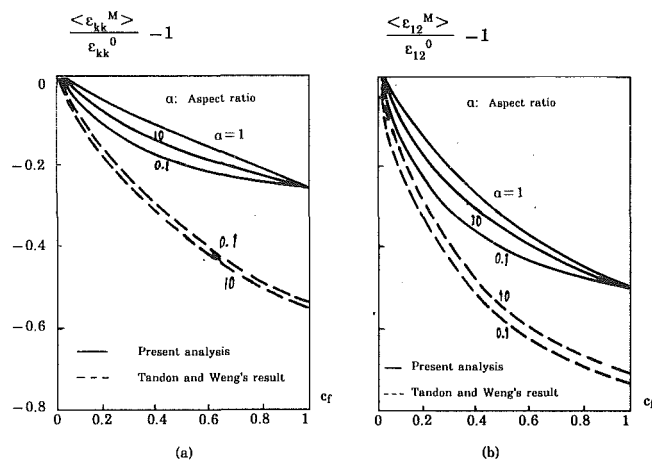 <ε_kk^M>
ε_kk^0
−1
0
−0.2
−0.4
−0.6
−0.8
α: Aspect ratio
α=1
10
0.1
0.1
10
Present analysis
Tandon and Weng's result
0 0.2 0.4 0.6 0.8 1
c_f
(a)
<ε_12^M>
ε_12^0
−1
α: Aspect ratio
α=1
10
0.1
10
0.1
Present analysis
Tandon and Weng's result
0 0.2 0.4 0.6 0.8 1
c_f
(b)